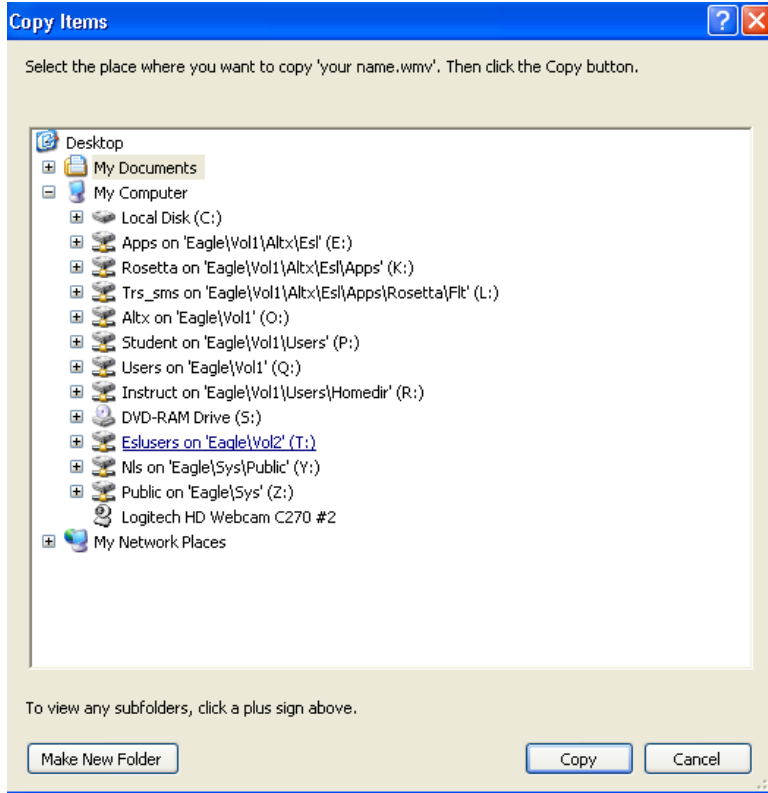 Copy Items
Select the place where you want to copy 'your name.wmv'. Then click the Copy button.
Desktop
My Documents
My Computer
Local Disk (C:)
Apps on 'Eagle\Vol1\Altx\Esl' (E:)
Rosetta on 'Eagle\Vol1\Altx\Esl\Apps' (K:)
Trs_sms on 'Eagle\Vol1\Altx\Esl\Apps\Rosetta\Flt' (L:)
Altx on 'Eagle\Vol1' (O:)
Student on 'Eagle\Vol1\Users' (P:)
Users on 'Eagle\Vol1' (Q:)
Instruct on 'Eagle\Vol1\Users\Homedir' (R:)
DVD-RAM Drive (S:)
Eslusers on 'Eagle\Vol2' (T:)
Nls on 'Eagle\Sys\Public' (Y:)
Public on 'Eagle\Sys' (Z:)
Logitech HD Webcam C270 #2
My Network Places
To view any subfolders, click a plus sign above.
Make New Folder Copy Cancel